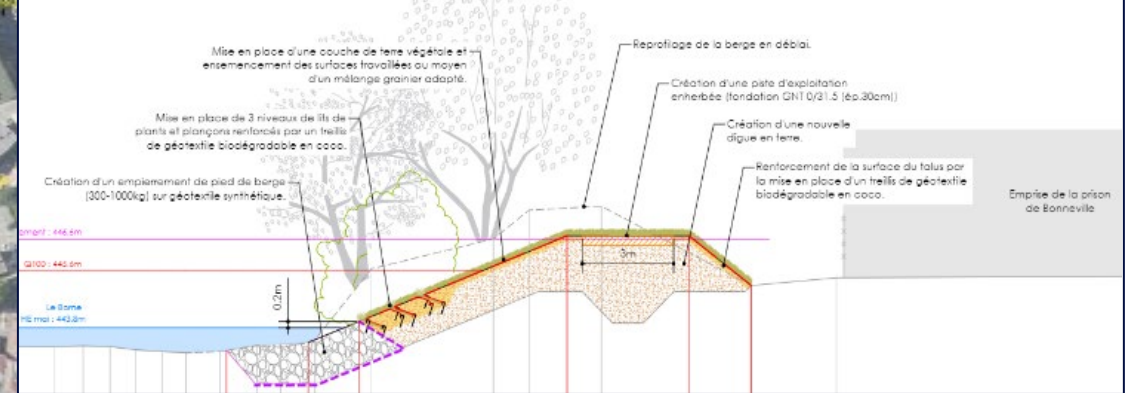 Mise en place d'une couche de terre végétale et
ensemencement des surfaces travaillées au moyen
d'un mélange grainier adapté.
Mise en place de 3 niveaux de lits de
plants et plançons renforcés par un treillis
de géotextile biodégradable en coco.
Création d'un empierrement de pied de berge
(300-1000kg) sur géotextile synthétique.
Reprofilage de la berge en déblai.
Création d'une piste d'exploitation
enherbée (fondation GNT 0/31.5 (ép.30cm))
Création d'une nouvelle
digue en terre.
Renforcement de la surface du talus par
la mise en place d'un treillis de géotextile
biodégradable en coco.
Emprise de la prison
de Bonneville
ement : 446.6m
Q100 : 445.6m
0.2m
3m
Le Borne
HE moi : 443.8m